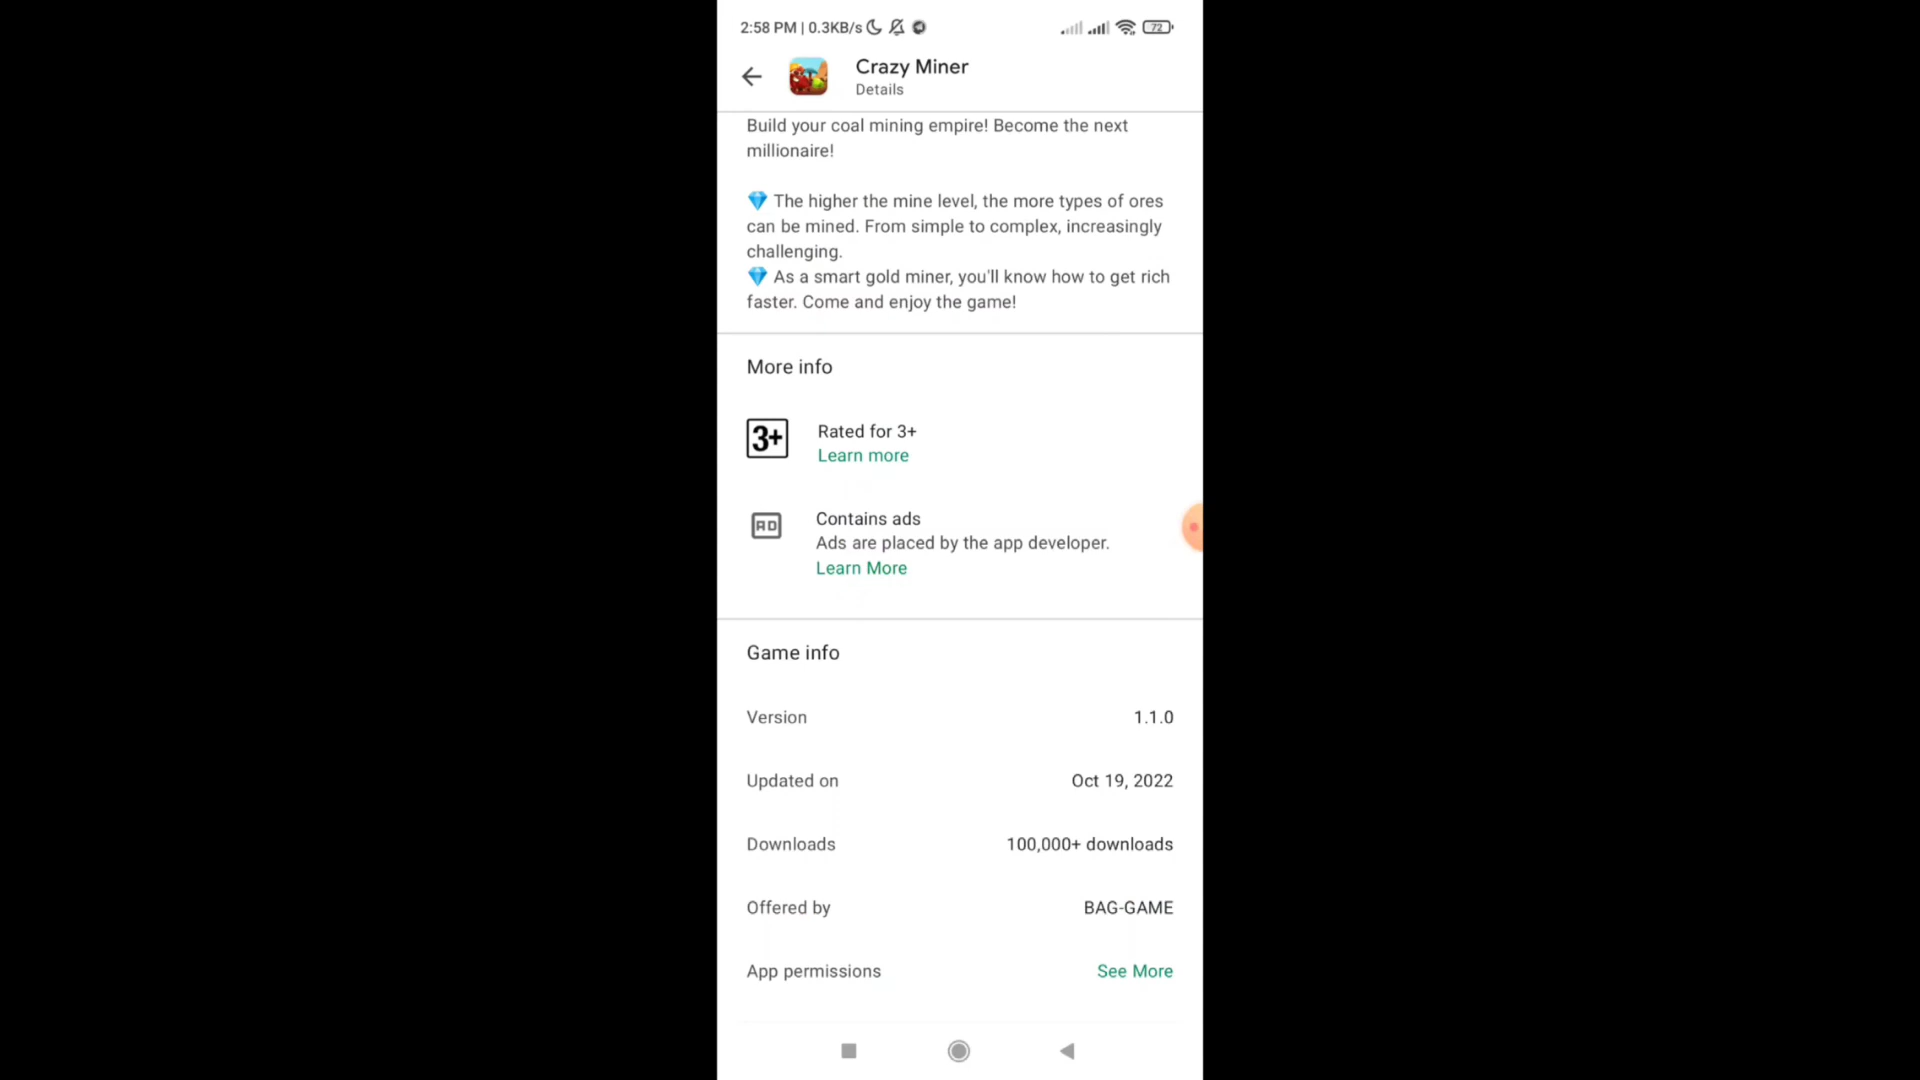 2:58 PM | 0.3KB/s
72
Crazy Miner
Details
Build your coal mining empire! Become the next
millionaire!
💎 The higher the mine level, the more types of ores
can be mined. From simple to complex, increasingly
challenging.
💎 As a smart gold miner, you'll know how to get rich
faster. Come and enjoy the game!
More info
3+
Rated for 3+
Learn more
AD
Contains ads
Ads are placed by the app developer.
Learn More
Game info
Version 1.1.0
Updated on Oct 19, 2022
Downloads 100,000+ downloads
Offered by BAG-GAME
App permissions See More